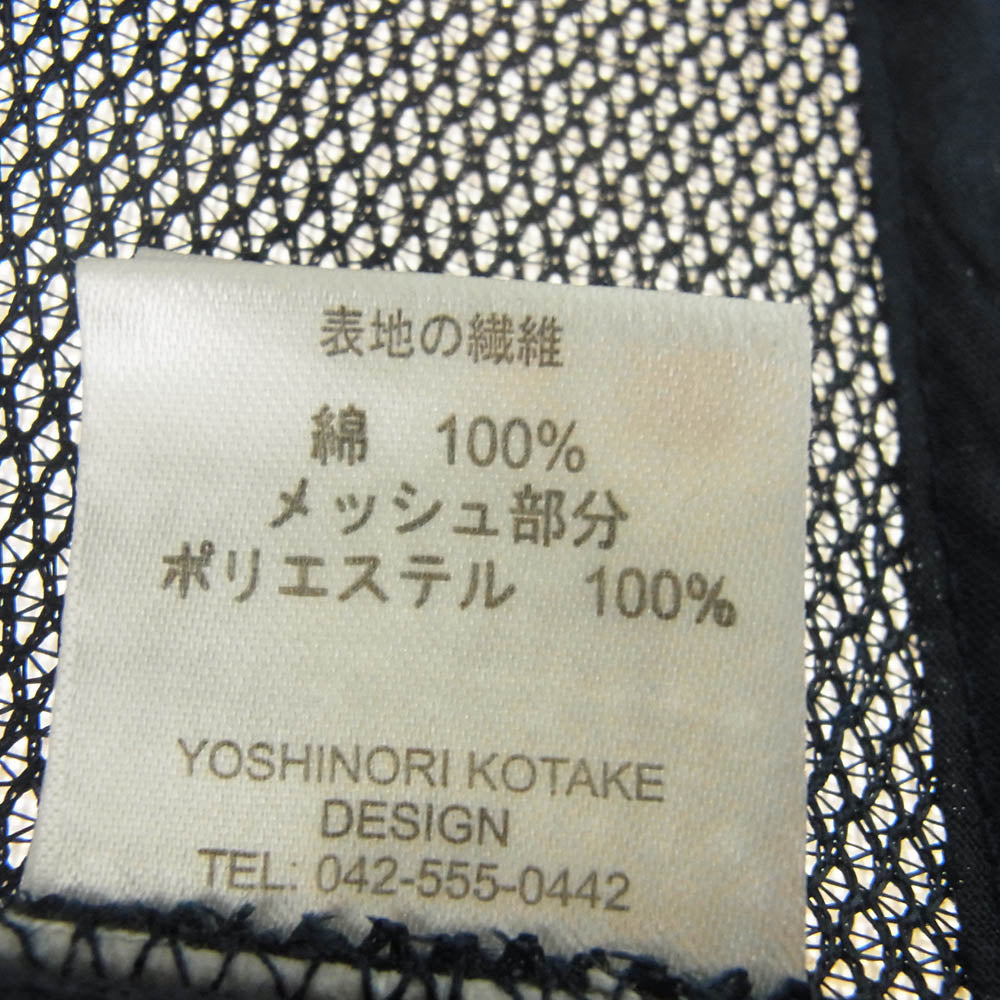 表地の繊維
綿　100%
メッシュ部分
ポリエステル　100%
YOSHINORI KOTAKE
DESIGN
TEL: 042-555-0442